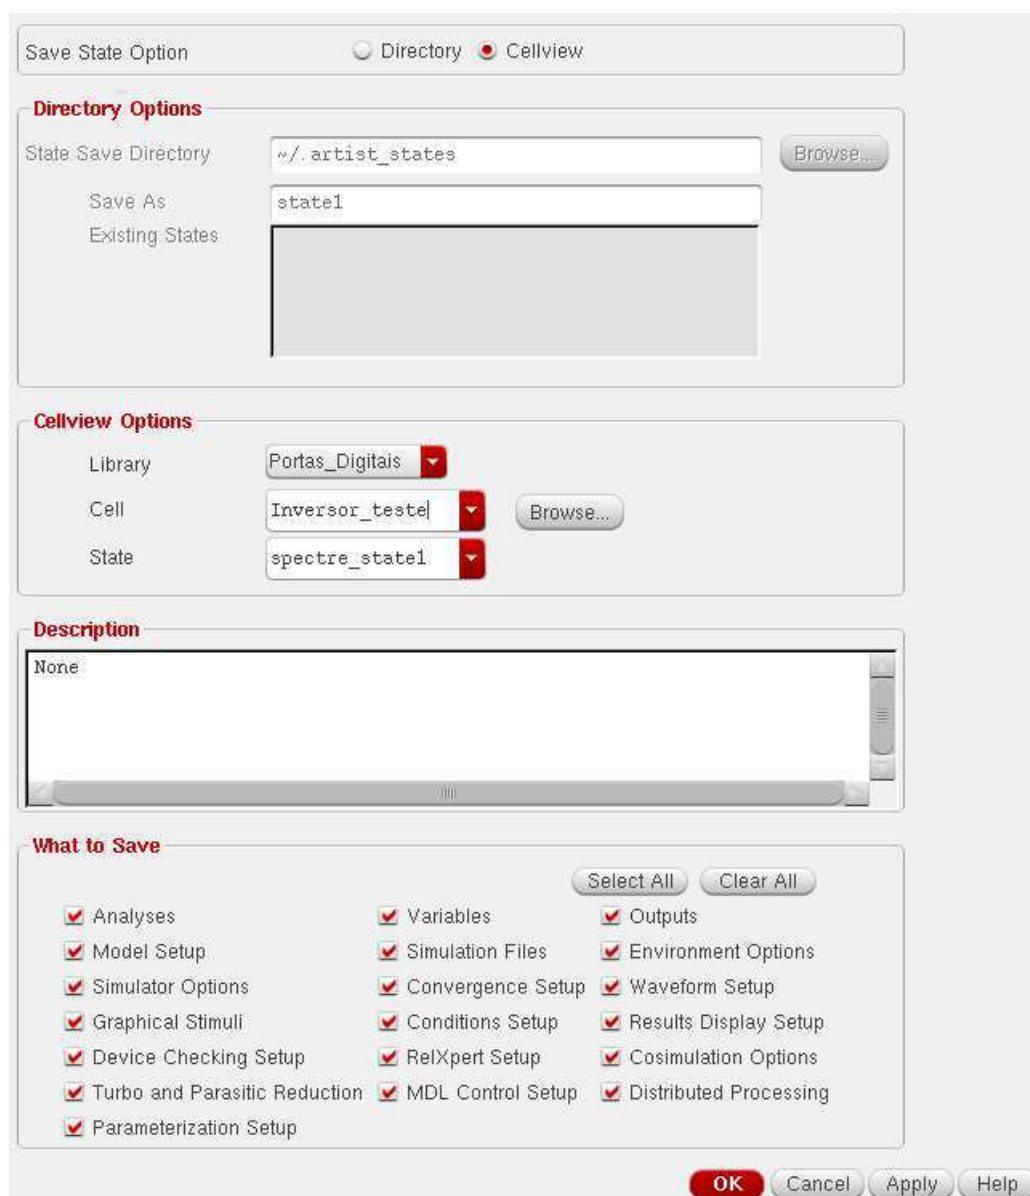 Save State Option Directory Cellview
Directory Options
State Save Directory ~/.artist_states Browse...
Save As state1
Existing States
Cellview Options
Library Portas_Digitais
Cell Inversor_teste Browse...
State spectre_state1
Description
None
What to Save
Select All Clear All
Analyses Variables Outputs
Model Setup Simulation Files Environment Options
Simulator Options Convergence Setup Waveform Setup
Graphical Stimuli Conditions Setup Results Display Setup
Device Checking Setup RelXpert Setup Cosimulation Options
Turbo and Parasitic Reduction MDL Control Setup Distributed Processing
Parameterization Setup
OK Cancel Apply Help